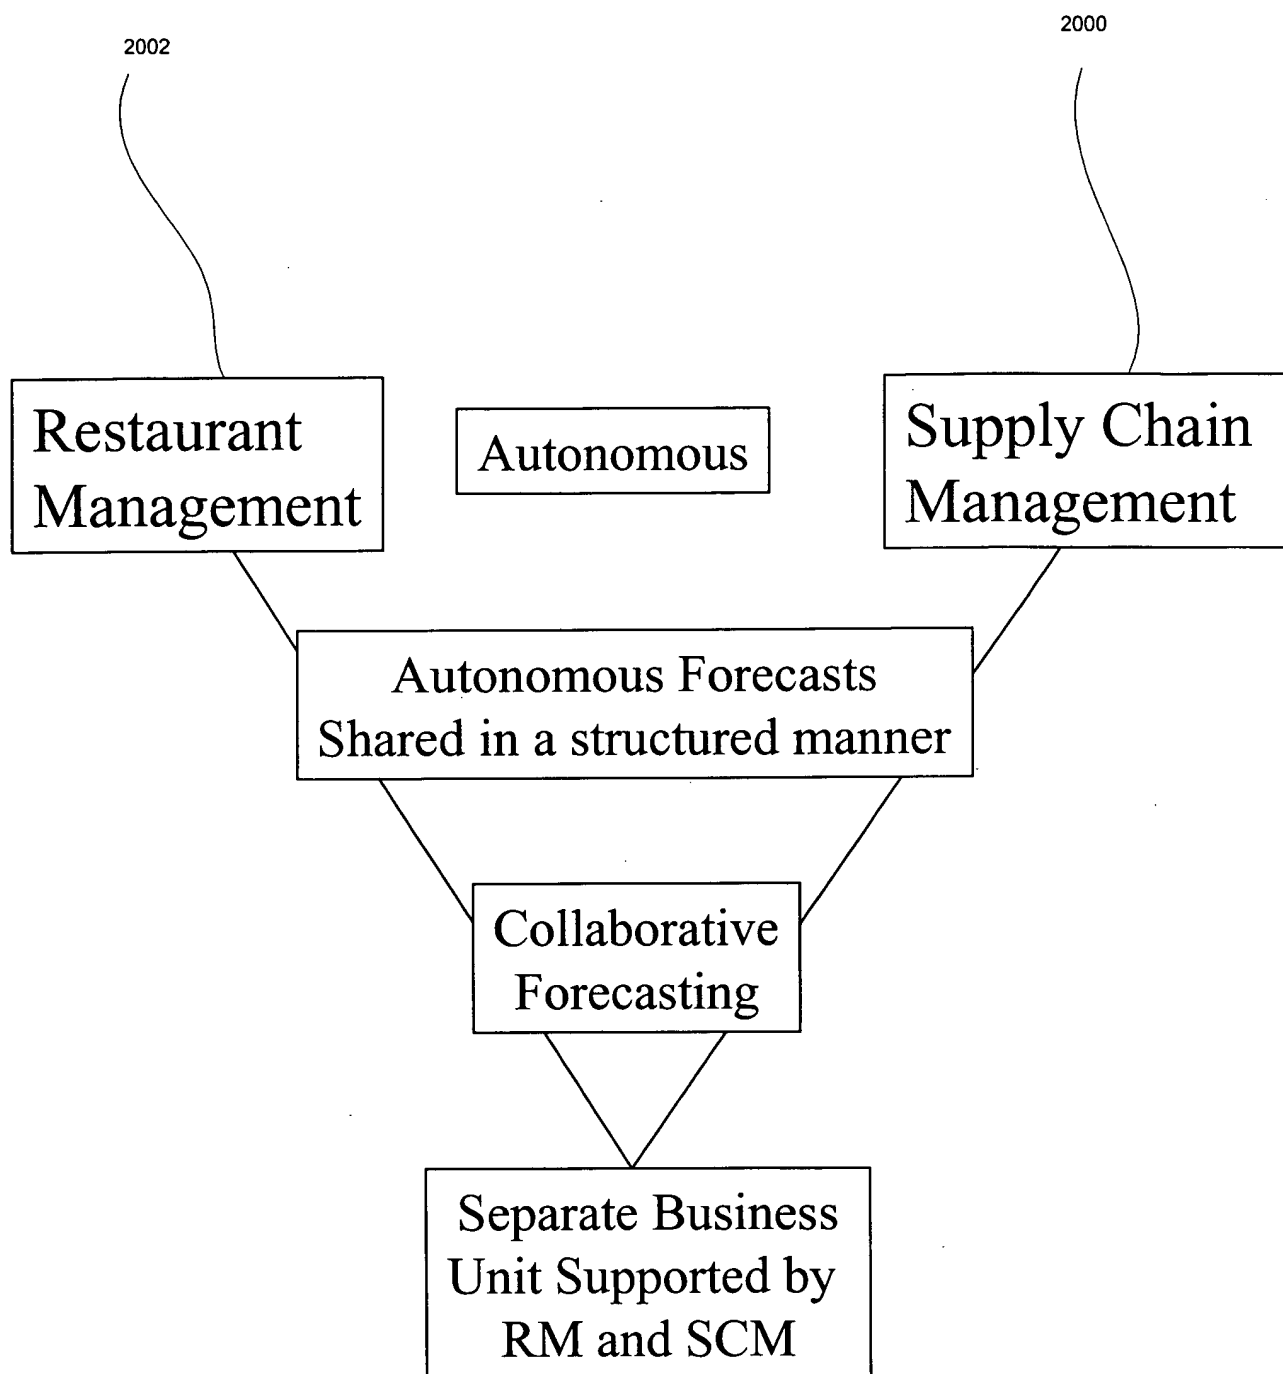 2002
2000
Restaurant
Management
Autonomous
Supply Chain
Management
Autonomous Forecasts
Shared in a structured manner
Collaborative
Forecasting
Separate Business
Unit Supported by
RM and SCM